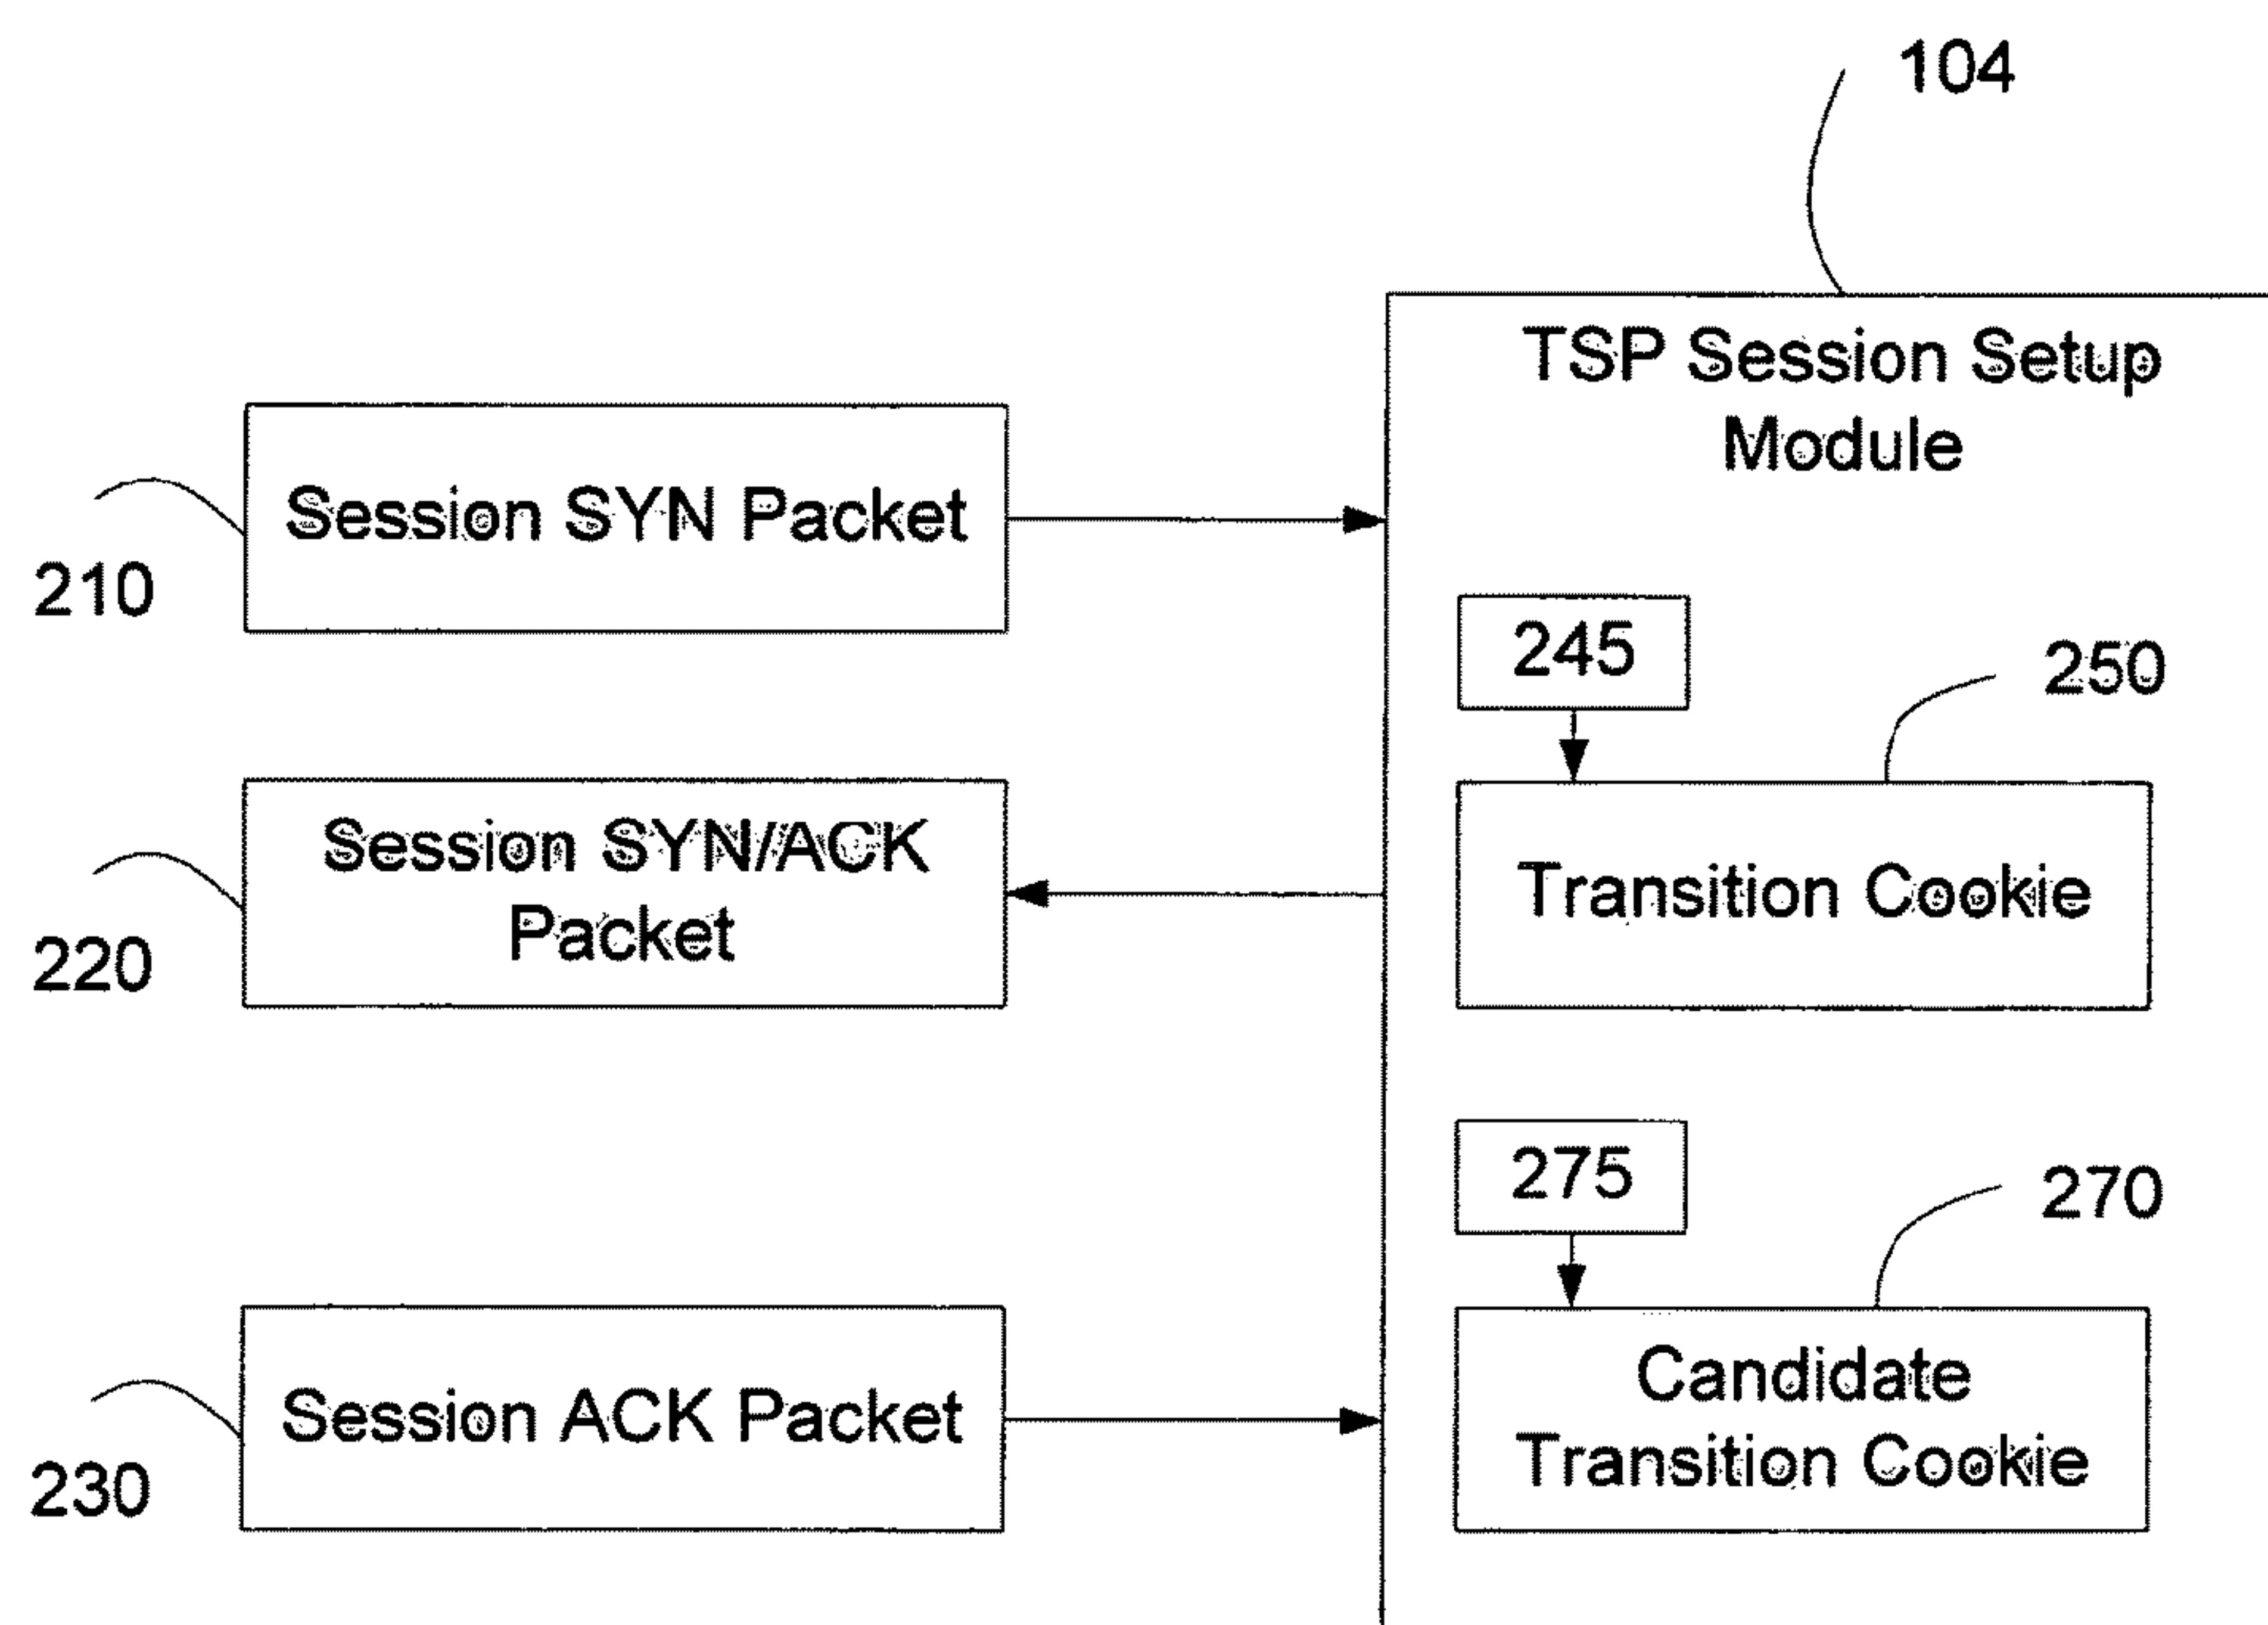 104
TSP Session Setup
Module
Session SYN Packet
210
245
250
Session SYN/ACK
Packet
220
Transition Cookie
275
270
Session ACK Packet
230
Candidate
Transition Cookie